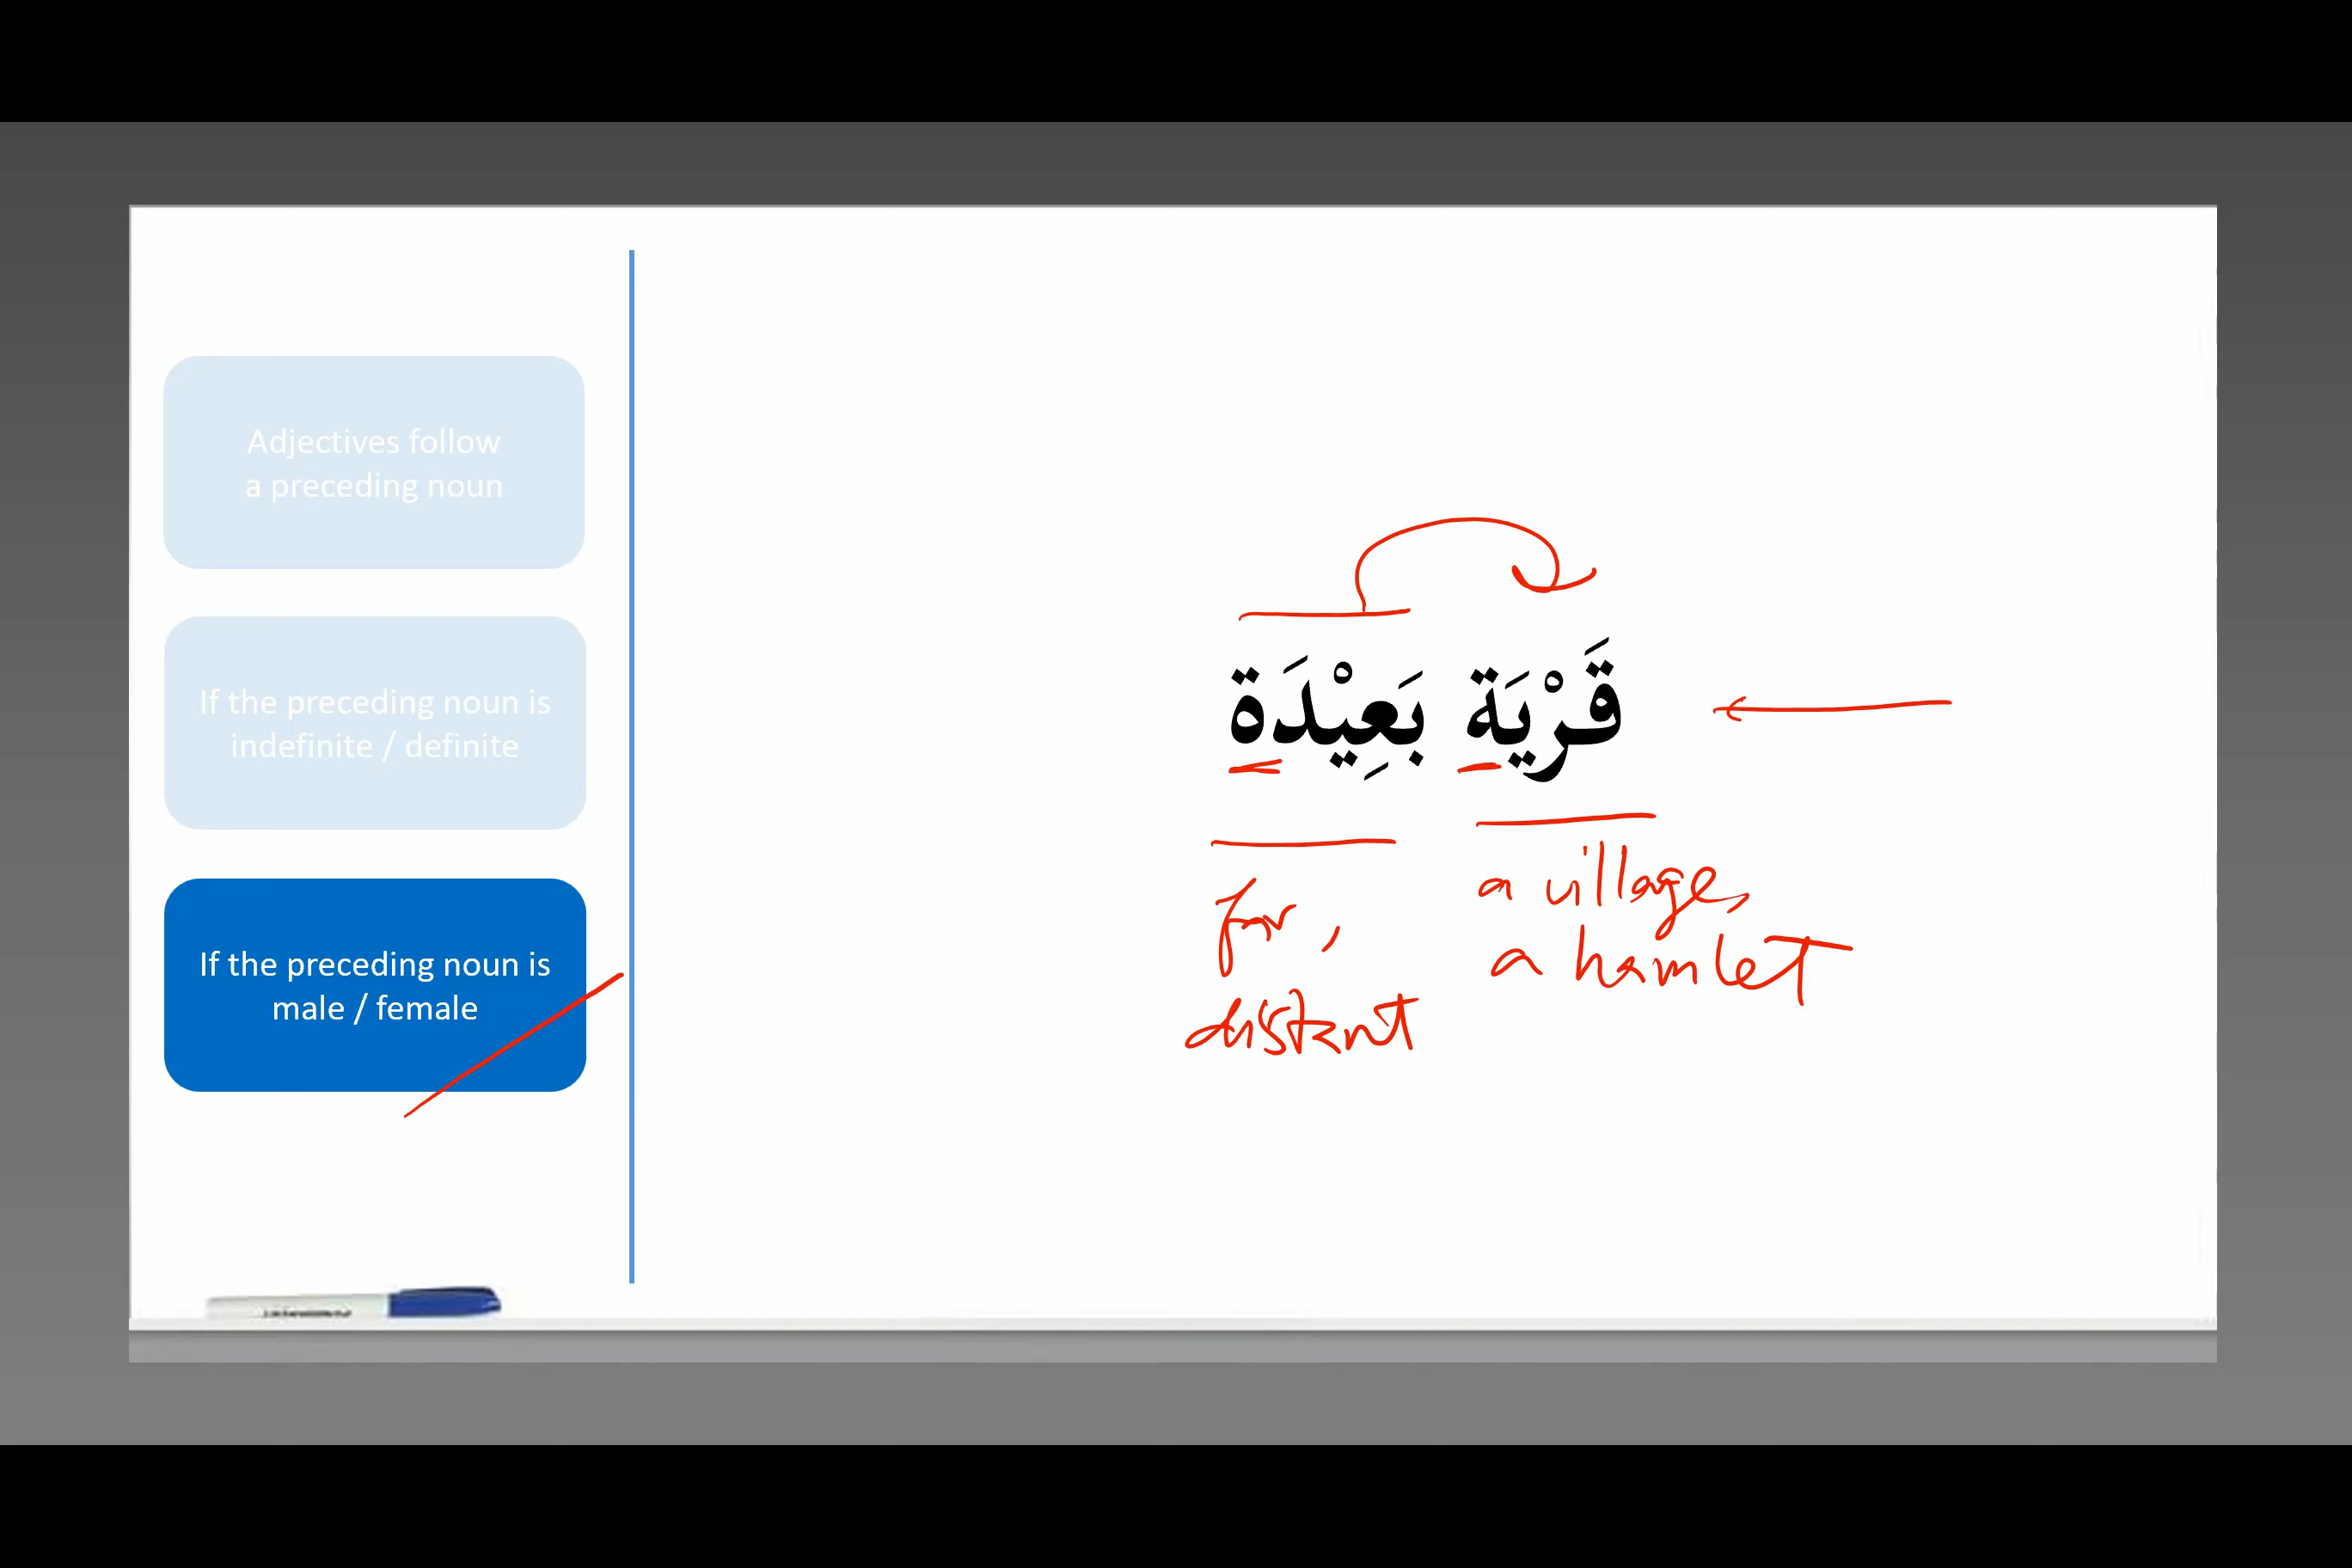 Adjectives follow
a preceding noun
If the preceding noun is
indefinite / definite
If the preceding noun is
male / female
قَرْيَة بَعِيْدَة
a village,
a hamlet
far,
distant